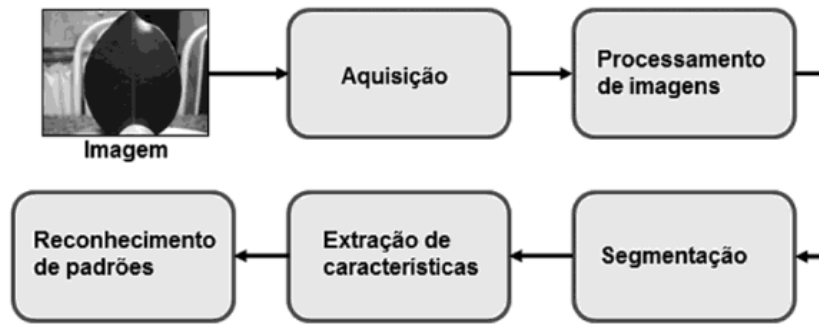 Imagem
Aquisição
Processamento
de imagens
Segmentação
Extração de
características
Reconhecimento
de padrões